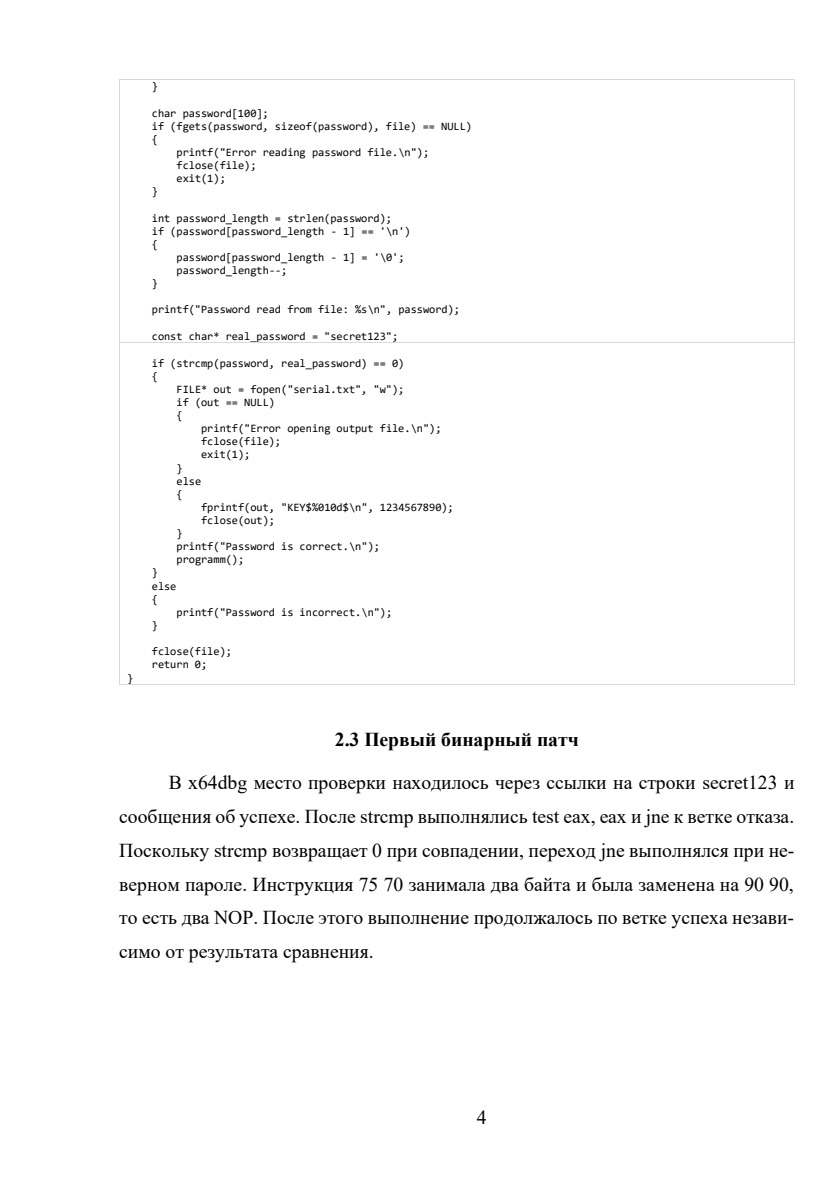 }

char password[100];
if (fgets(password, sizeof(password), file) == NULL)
{
    printf("Error reading password file.\n");
    fclose(file);
    exit(1);
}

int password_length = strlen(password);
if (password[password_length - 1] == '\n')
{
    password[password_length - 1] = '\0';
    password_length--;
}

printf("Password read from file: %s\n", password);

const char* real_password = "secret123";

if (strcmp(password, real_password) == 0)
{
    FILE* out = fopen("serial.txt", "w");
    if (out == NULL)
    {
        printf("Error opening output file.\n");
        fclose(file);
        exit(1);
    }
    else
    {
        fprintf(out, "KEY$%010d$\n", 1234567890);
        fclose(out);
    }
    printf("Password is correct.\n");
    programm();
}
else
{
    printf("Password is incorrect.\n");
}

fclose(file);
return 0;
}

2.3 Первый бинарный патч
В x64dbg место проверки находилось через ссылки на строки secret123 и
сообщения об успехе. После strcmp выполнялись test eax, eax и jne к ветке отказа.
Поскольку strcmp возвращает 0 при совпадении, переход jne выполнялся при не-
верном пароле. Инструкция 75 70 занимала два байта и была заменена на 90 90,
то есть два NOP. После этого выполнение продолжалось по ветке успеха незави-
симо от результата сравнения.
4